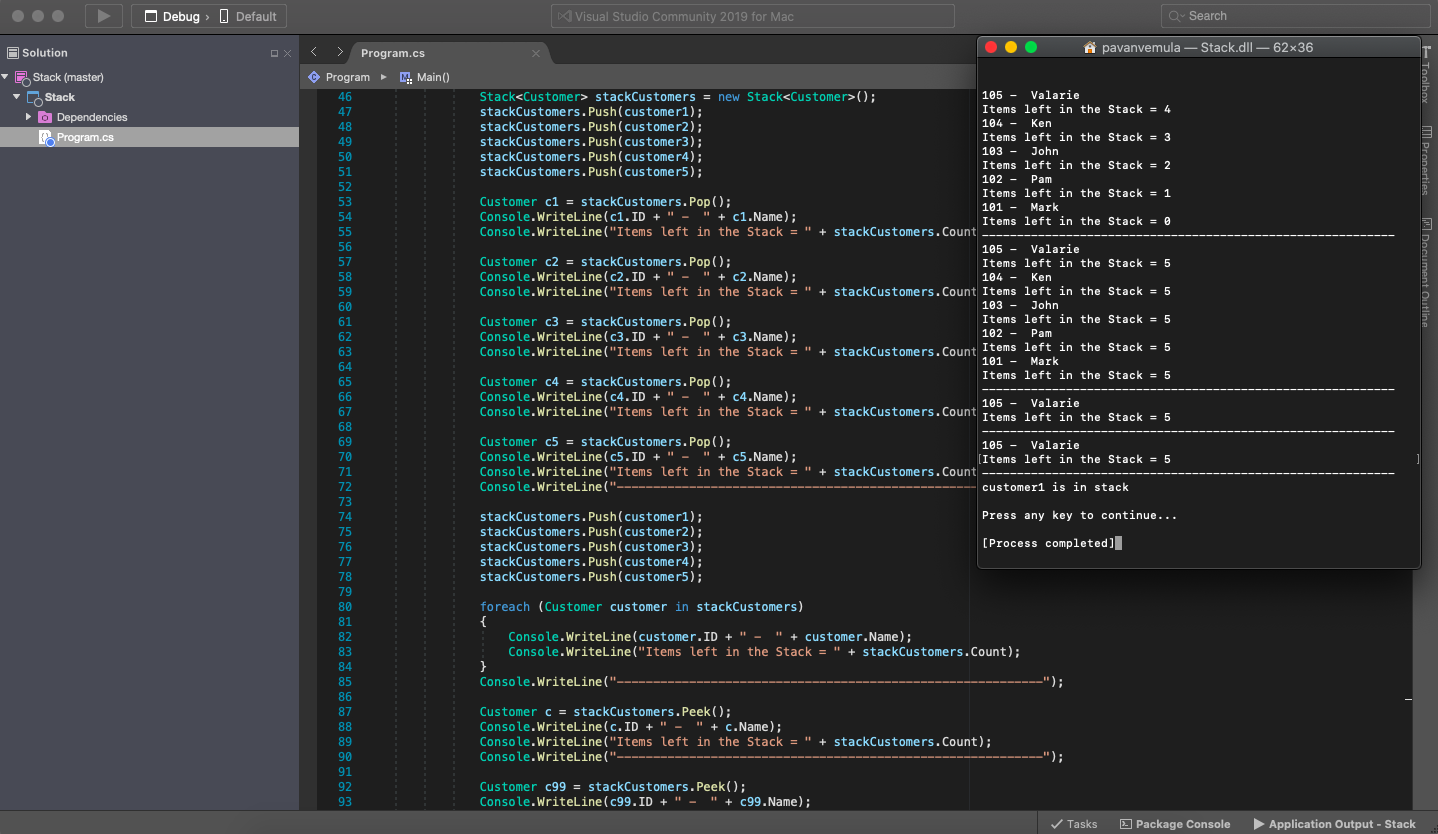 Debug › Default
Visual Studio Community 2019 for Mac
Search
Solution
Stack (master)
Stack
Dependencies
Program.cs
Program.cs
Program ▸ Main()
46 Stack<Customer> stackCustomers = new Stack<Customer>();
47 stackCustomers.Push(customer1);
48 stackCustomers.Push(customer2);
49 stackCustomers.Push(customer3);
50 stackCustomers.Push(customer4);
51 stackCustomers.Push(customer5);
52
53 Customer c1 = stackCustomers.Pop();
54 Console.WriteLine(c1.ID + " -  " + c1.Name);
55 Console.WriteLine("Items left in the Stack = " + stackCustomers.Count
56
57 Customer c2 = stackCustomers.Pop();
58 Console.WriteLine(c2.ID + " -  " + c2.Name);
59 Console.WriteLine("Items left in the Stack = " + stackCustomers.Count
60
61 Customer c3 = stackCustomers.Pop();
62 Console.WriteLine(c3.ID + " -  " + c3.Name);
63 Console.WriteLine("Items left in the Stack = " + stackCustomers.Count
64
65 Customer c4 = stackCustomers.Pop();
66 Console.WriteLine(c4.ID + " -  " + c4.Name);
67 Console.WriteLine("Items left in the Stack = " + stackCustomers.Count
68
69 Customer c5 = stackCustomers.Pop();
70 Console.WriteLine(c5.ID + " -  " + c5.Name);
71 Console.WriteLine("Items left in the Stack = " + stackCustomers.Count
72 Console.WriteLine("--------------------------------------------------
73
74 stackCustomers.Push(customer1);
75 stackCustomers.Push(customer2);
76 stackCustomers.Push(customer3);
77 stackCustomers.Push(customer4);
78 stackCustomers.Push(customer5);
79
80 foreach (Customer customer in stackCustomers)
81 {
82 Console.WriteLine(customer.ID + " -  " + customer.Name);
83 Console.WriteLine("Items left in the Stack = " + stackCustomers.Count);
84 }
85 Console.WriteLine("-----------------------------------------------------------");
86
87 Customer c = stackCustomers.Peek();
88 Console.WriteLine(c.ID + " -  " + c.Name);
89 Console.WriteLine("Items left in the Stack = " + stackCustomers.Count);
90 Console.WriteLine("-----------------------------------------------------------");
91
92 Customer c99 = stackCustomers.Peek();
93 Console.WriteLine(c99.ID + " -  " + c99.Name);
pavanvemula — Stack.dll — 62×36
105 -  Valarie
Items left in the Stack = 4
104 -  Ken
Items left in the Stack = 3
103 -  John
Items left in the Stack = 2
102 -  Pam
Items left in the Stack = 1
101 -  Mark
Items left in the Stack = 0
-----------------------------------------------------------
105 -  Valarie
Items left in the Stack = 5
104 -  Ken
Items left in the Stack = 5
103 -  John
Items left in the Stack = 5
102 -  Pam
Items left in the Stack = 5
101 -  Mark
Items left in the Stack = 5
-----------------------------------------------------------
105 -  Valarie
Items left in the Stack = 5
-----------------------------------------------------------
105 -  Valarie
[Items left in the Stack = 5 ]
-----------------------------------------------------------
customer1 is in stack
Press any key to continue...
[Process completed]
Toolbox
Properties
Document Outline
Tasks
Package Console
Application Output - Stack